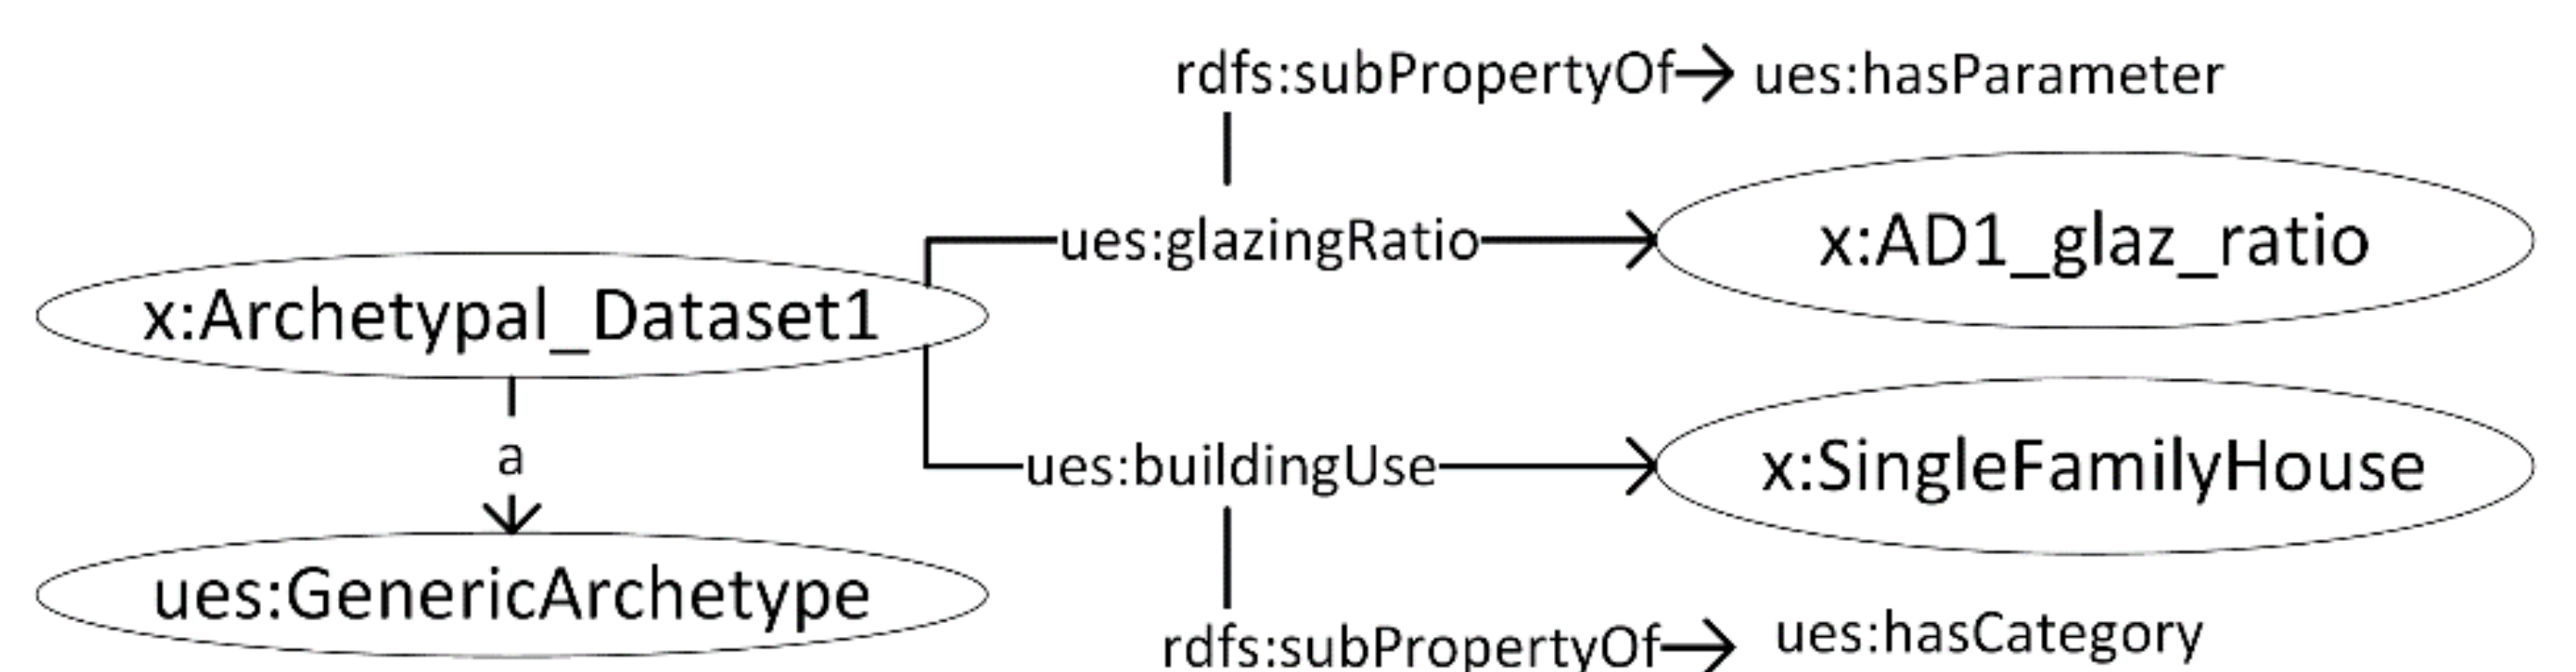 rdfs:subPropertyOf ues:hasParameter
ues:glazingRatio x:AD1_glaz_ratio
x:Archetypal_Dataset1
a
ues:buildingUse x:SingleFamilyHouse
ues:GenericArchetype
rdfs:subPropertyOf ues:hasCategory